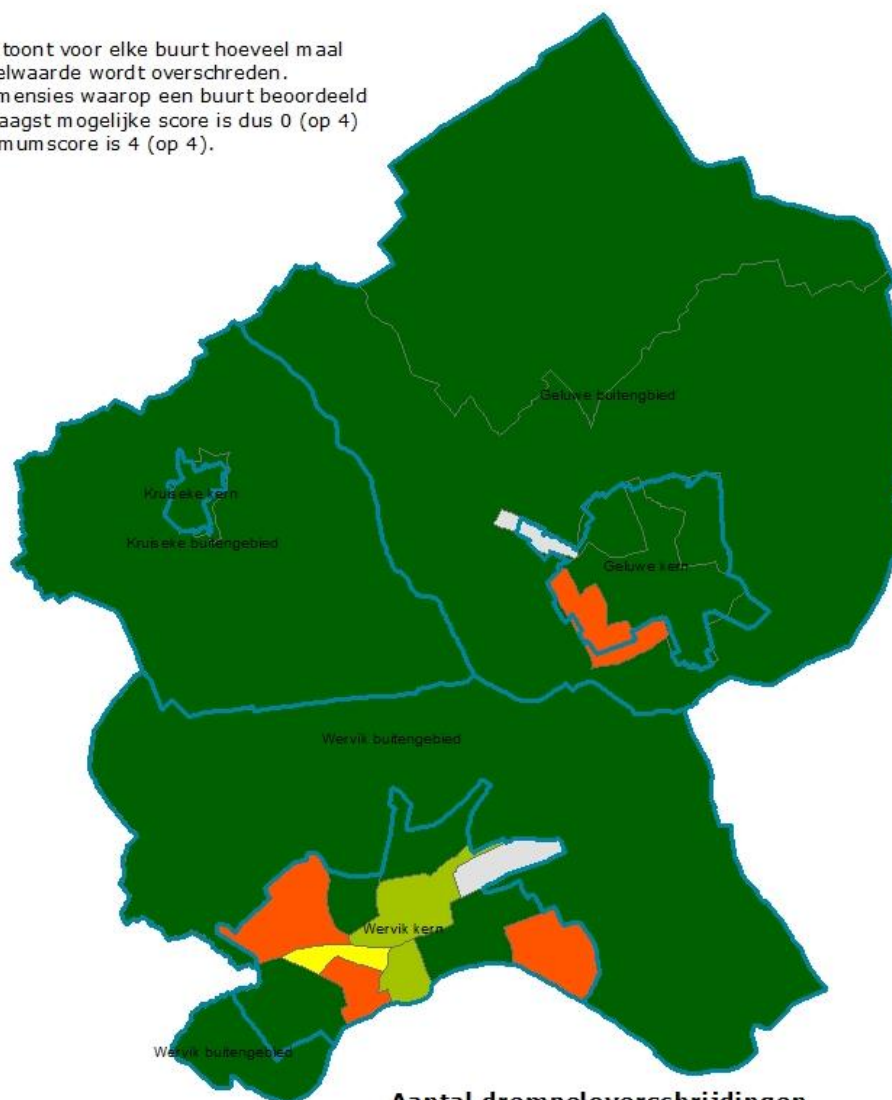 toont voor elke buurt hoeveel maal
elwaarde wordt overschreden.
mensies waarop een buurt beoordeeld
aagst mogelijke score is dus 0 (op 4)
mumscore is 4 (op 4).
Geluwe buitengbied
Kruiseke kern
Kruiseke buitengebied
Geluwe kern
Wervik buitengebied
Wervik kern
Wervik buitengebied
Aantal drempeloverschrijdingen